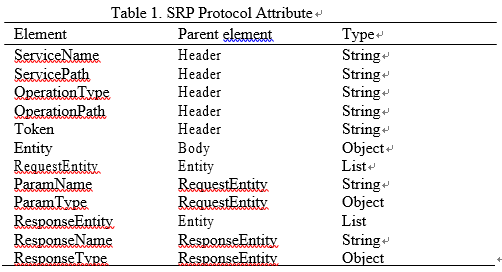 Table 1. SRP Protocol Attribute
Element Parent element Type
ServiceName Header String
ServicePath Header String
OperationType Header String
OperationPath Header String
Token Header String
Entity Body Object
RequestEntity Entity List
ParamName RequestEntity String
ParamType RequestEntity Object
ResponseEntity Entity List
ResponseName ResponseEntity String
ResponseType ResponseEntity Object